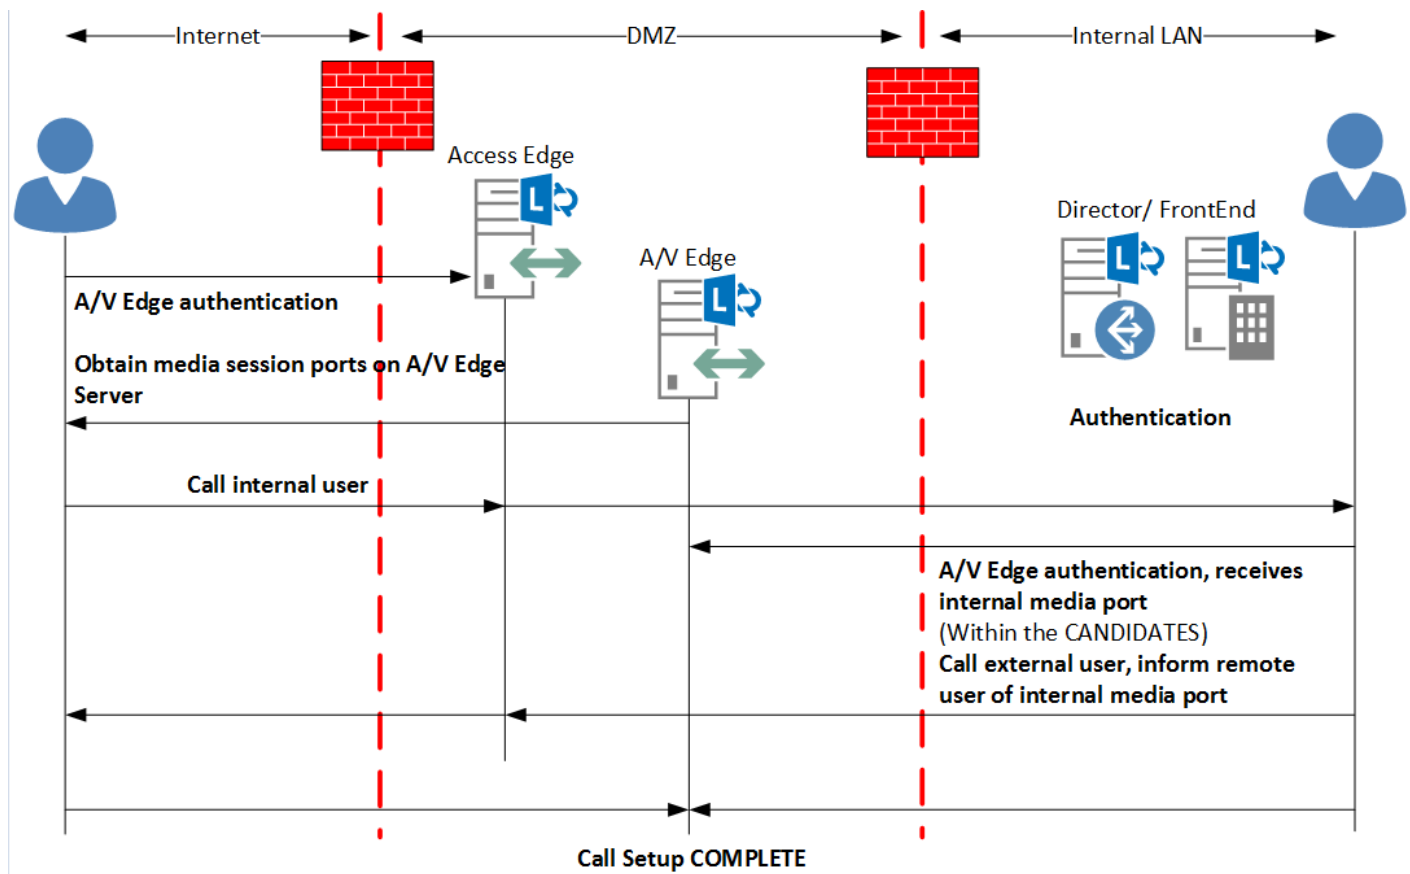 Internet
DMZ
Internal LAN
Access Edge
Director/ FrontEnd
A/V Edge
L
L
L
L
A/V Edge authentication
Obtain media session ports on A/V Edge
Server
Authentication
Call internal user
A/V Edge authentication, receives
internal media port
(Within the CANDIDATES)
Call external user, inform remote
user of internal media port
Call Setup COMPLETE